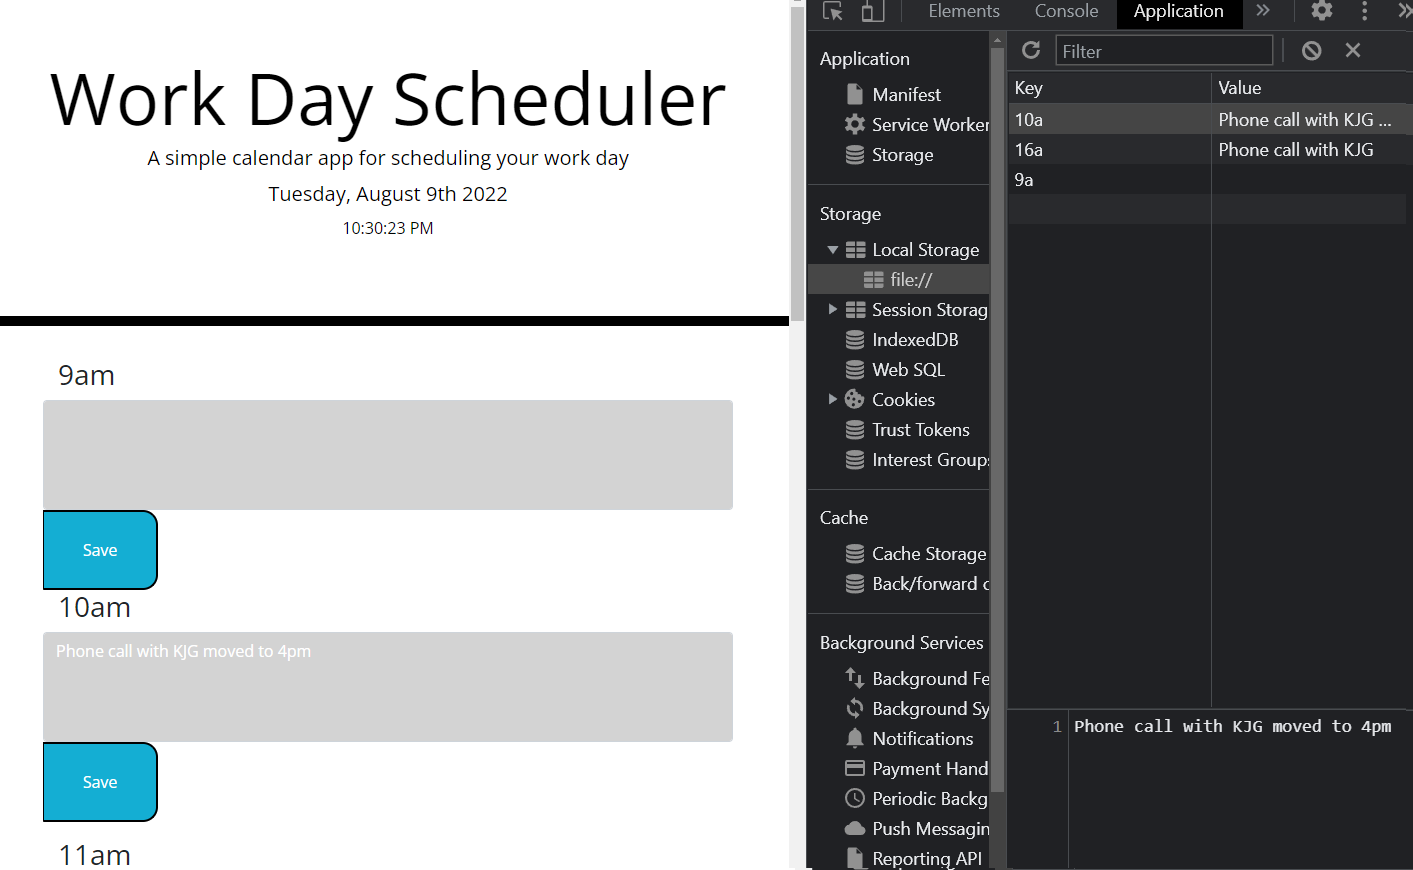 Work Day Scheduler
A simple calendar app for scheduling your work day
Tuesday, August 9th 2022
10:30:23 PM
9am
Save
10am
Phone call with KJG moved to 4pm
Save
11am
Elements Console Application
Application
Manifest
Service Worker
Storage
Storage
Local Storage
file://
Session Storag
IndexedDB
Web SQL
Cookies
Trust Tokens
Interest Groups
Cache
Cache Storage
Back/forward c
Background Services
Background Fe
Background Sy
Notifications
Payment Hand
Periodic Backg
Push Messagin
Reporting API
Filter
Key Value
10a Phone call with KJG ...
16a Phone call with KJG
9a
1 Phone call with KJG moved to 4pm